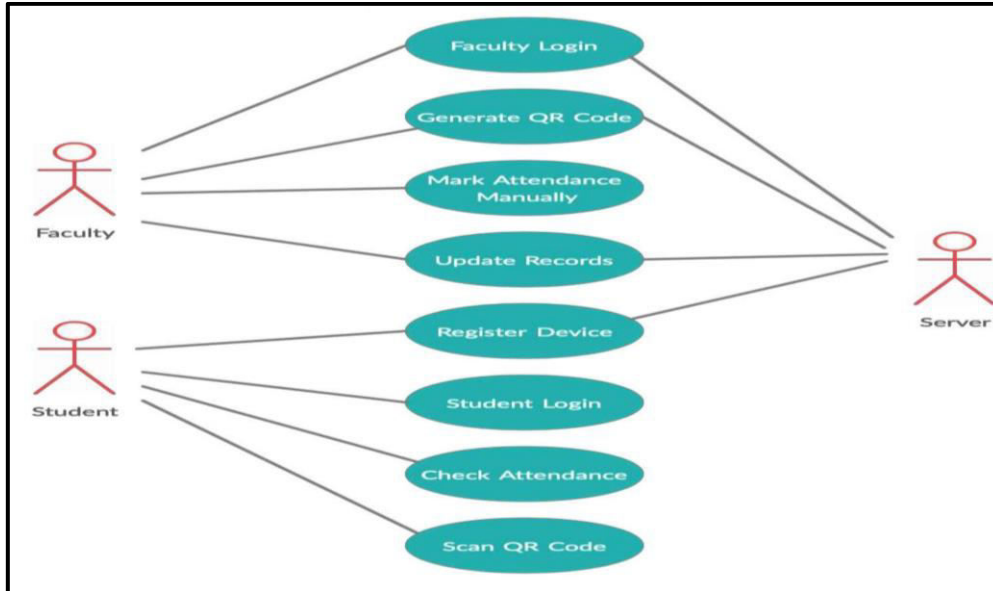 Faculty Login
Generate QR Code
Mark Attendance
Manually
Faculty
Update Records
Register Device
Server
Student
Student Login
Check Attendance
Scan QR Code